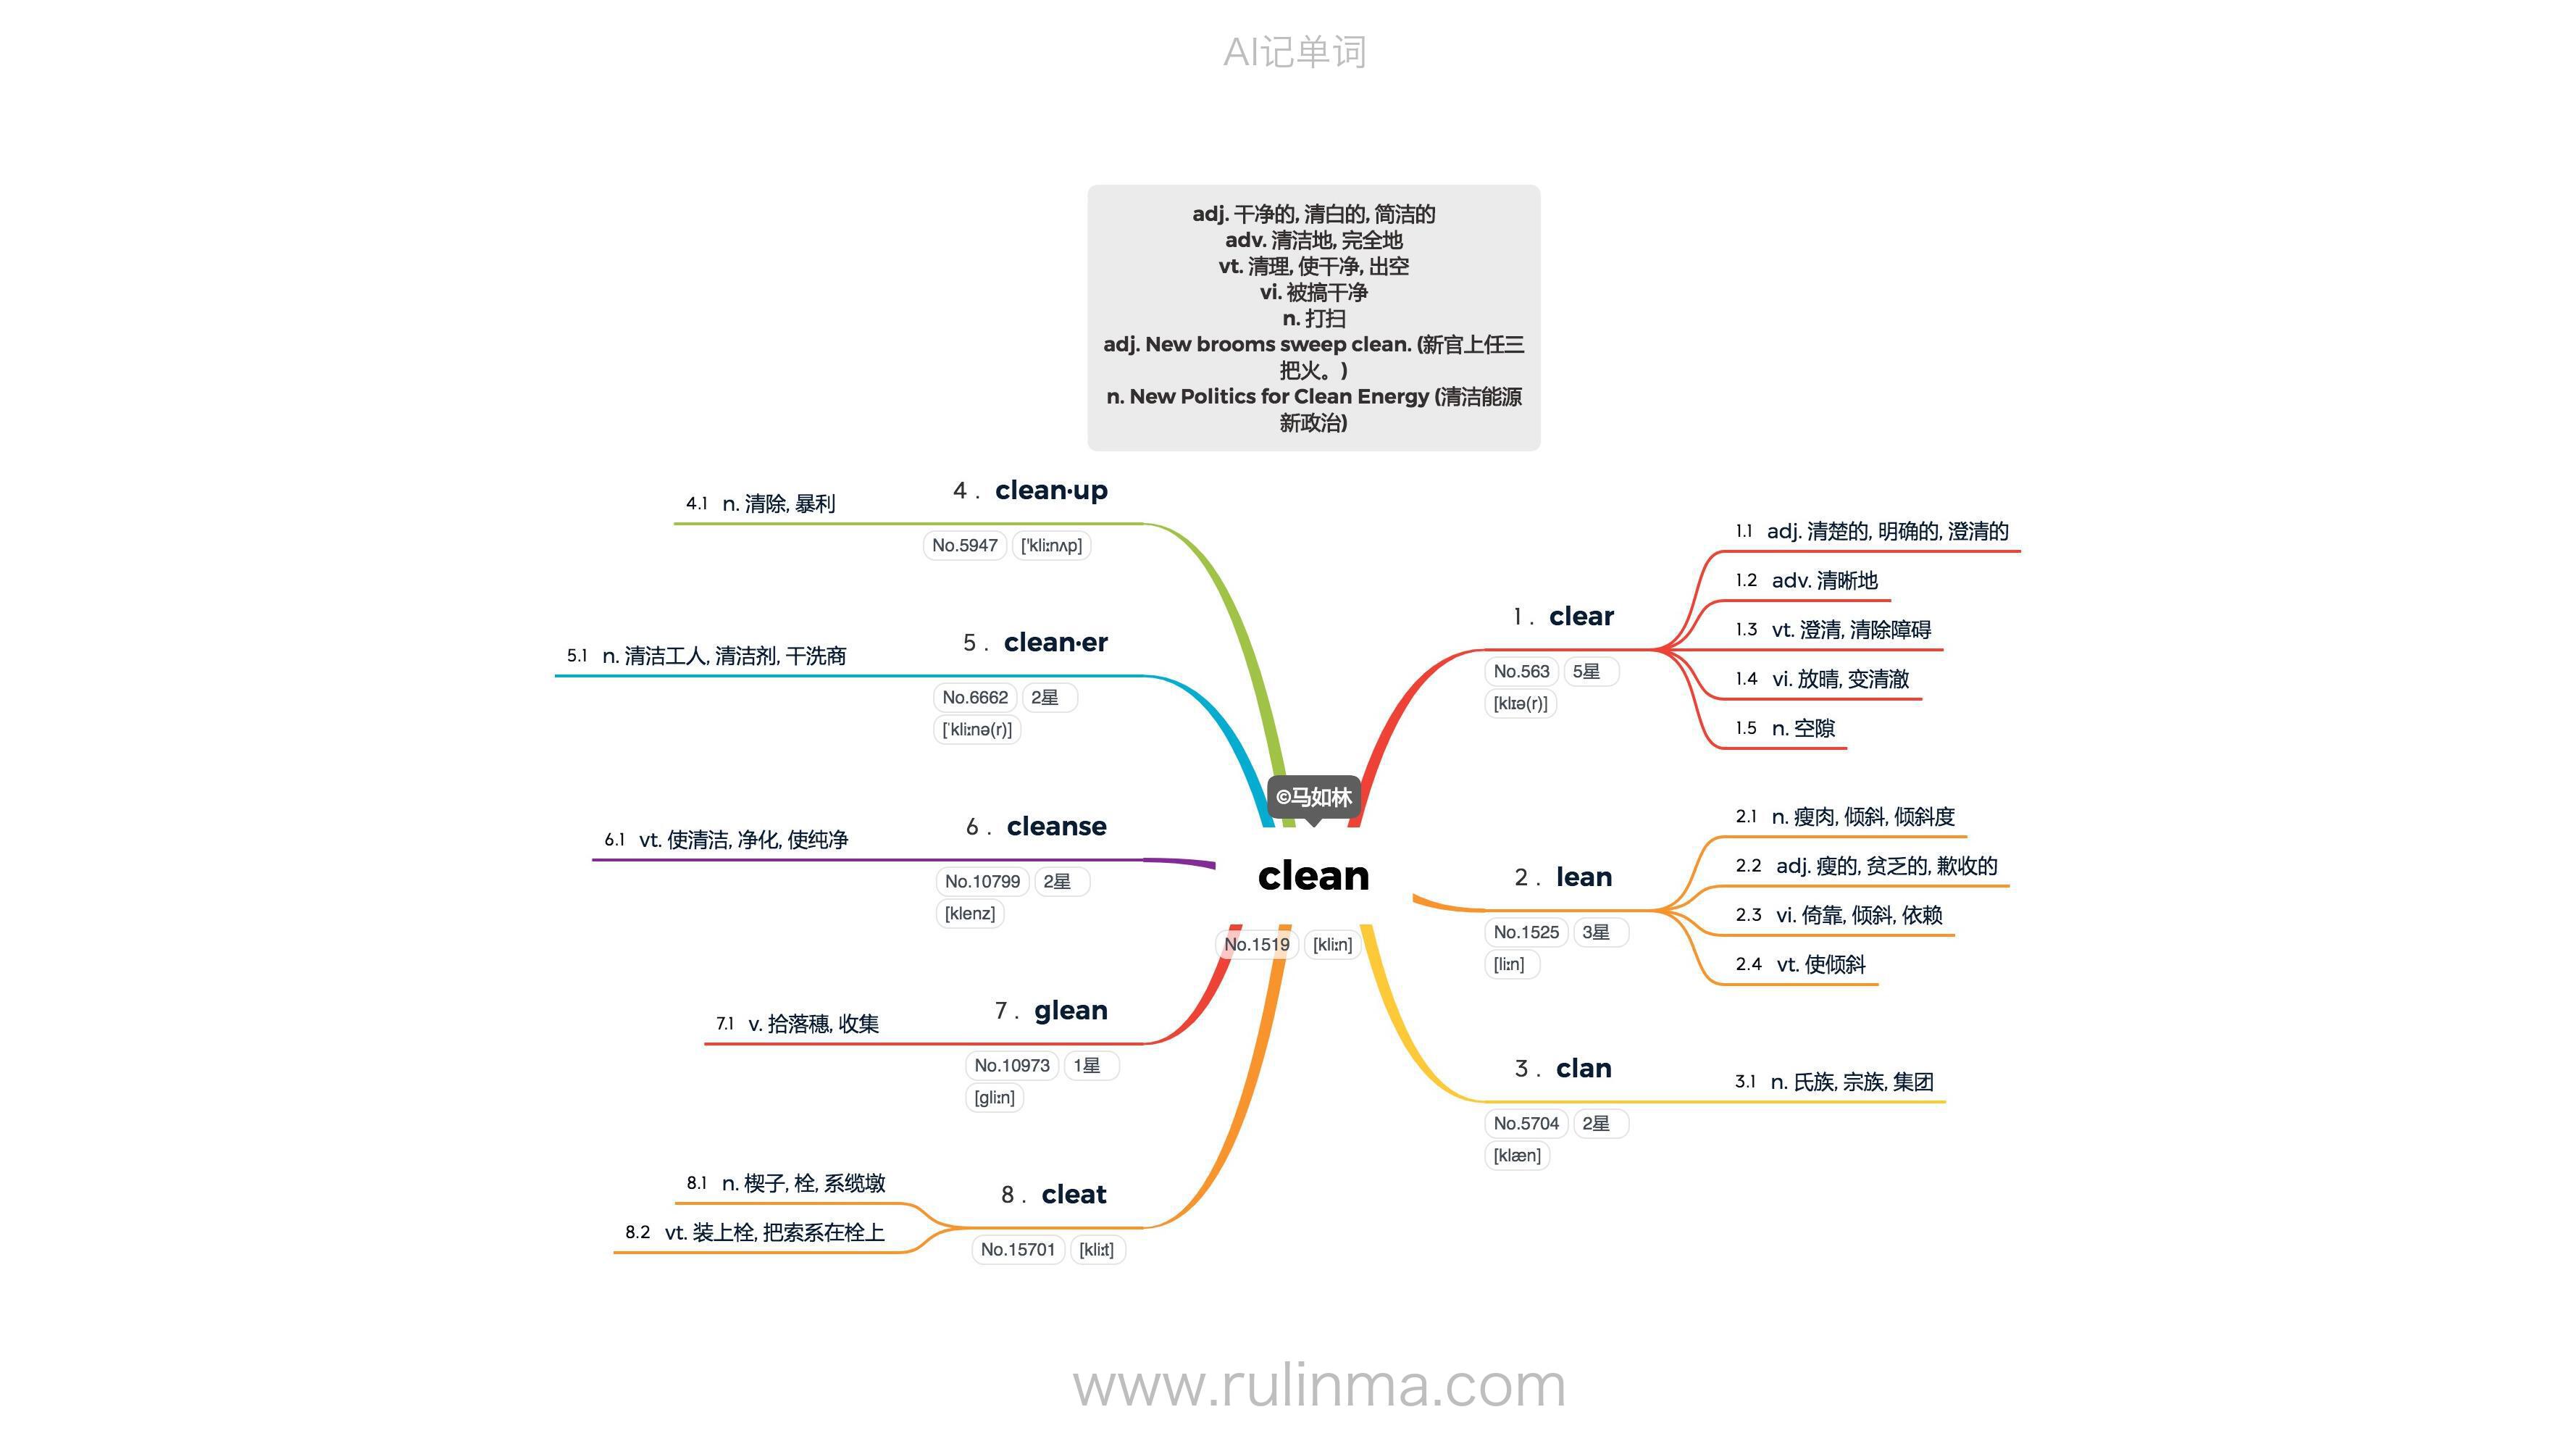 AI记单词
adj. 干净的, 清白的, 简洁的
adv. 清洁地, 完全地
vt. 清理, 使干净, 出空
vi. 被搞干净
n. 打扫
adj. New brooms sweep clean. (新官上任三
把火。)
n. New Politics for Clean Energy (清洁能源
新政治)
©马如林
clean
No.1519 [kliːn]
1 . clear
No.563 5星
[klɪə(r)]
1.1 adj. 清楚的, 明确的, 澄清的
1.2 adv. 清晰地
1.3 vt. 澄清, 清除障碍
1.4 vi. 放晴, 变清澈
1.5 n. 空隙
2 . lean
No.1525 3星
[liːn]
2.1 n. 瘦肉, 倾斜, 倾斜度
2.2 adj. 瘦的, 贫乏的, 歉收的
2.3 vi. 倚靠, 倾斜, 依赖
2.4 vt. 使倾斜
3 . clan
No.5704 2星
[klæn]
3.1 n. 氏族, 宗族, 集团
4 . clean·up
No.5947 ['kliːnʌp]
4.1 n. 清除, 暴利
5 . clean·er
No.6662 2星
[ˈkliːnə(r)]
5.1 n. 清洁工人, 清洁剂, 干洗商
6 . cleanse
No.10799 2星
[klenz]
6.1 vt. 使清洁, 净化, 使纯净
7 . glean
No.10973 1星
[gliːn]
7.1 v. 拾落穗, 收集
8 . cleat
No.15701 [kliːt]
8.1 n. 楔子, 栓, 系缆墩
8.2 vt. 装上栓, 把索系在栓上
www.rulinma.com